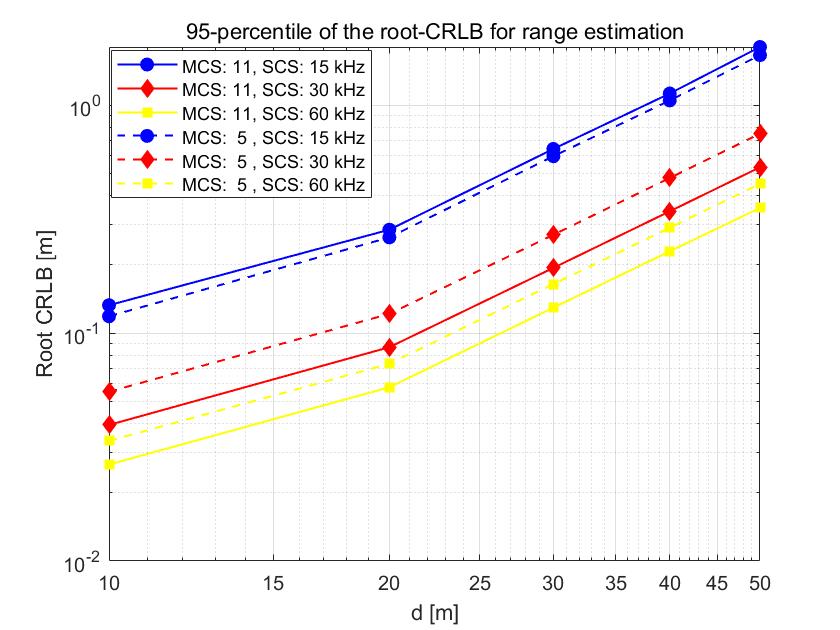 95-percentile of the root-CRLB for range estimation
MCS: 11, SCS: 15 kHz
MCS: 11, SCS: 30 kHz
MCS: 11, SCS: 60 kHz
MCS: 5 , SCS: 15 kHz
MCS: 5 , SCS: 30 kHz
MCS: 5 , SCS: 60 kHz
10^0
10^-1
10^-2
Root CRLB [m]
10 15 20 25 30 35 40 45 50
d [m]